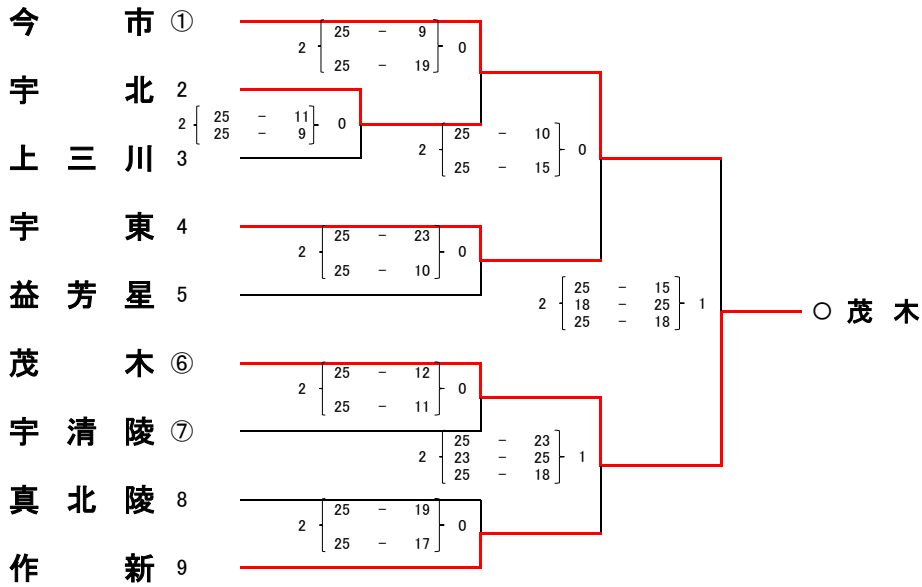 今市 ①
2 25 - 9 0
25 - 19
宇北 2
2 25 - 11 0
25 - 9
上三川 3
2 25 - 10 0
25 - 15
宇東 4
2 25 - 23 0
25 - 10
益芳星 5
2 25 - 15 1
18 - 25
25 - 18
○ 茂木
茂木 ⑥
2 25 - 12 0
25 - 11
宇清陵 ⑦
2 25 - 23 1
23 - 25
25 - 18
真北陵 8
2 25 - 19 0
25 - 17
作新 9